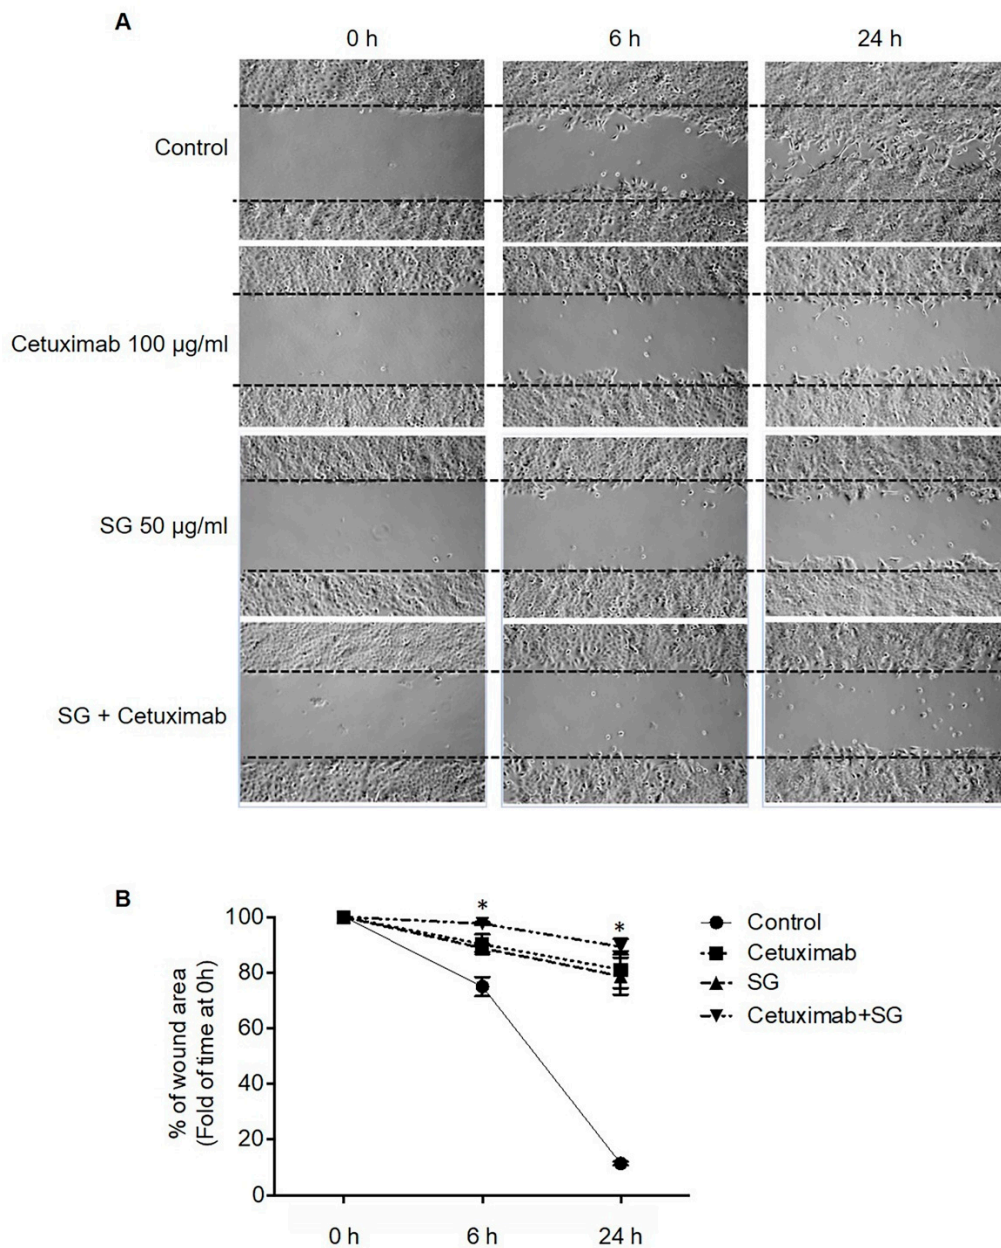 A
0 h 6 h 24 h
Control
Cetuximab 100 µg/ml
SG 50 µg/ml
SG + Cetuximab
B
% of wound area
(Fold of time at 0h)
100
80
60
40
20
0
* *
0 h 6 h 24 h
Control
Cetuximab
SG
Cetuximab+SG